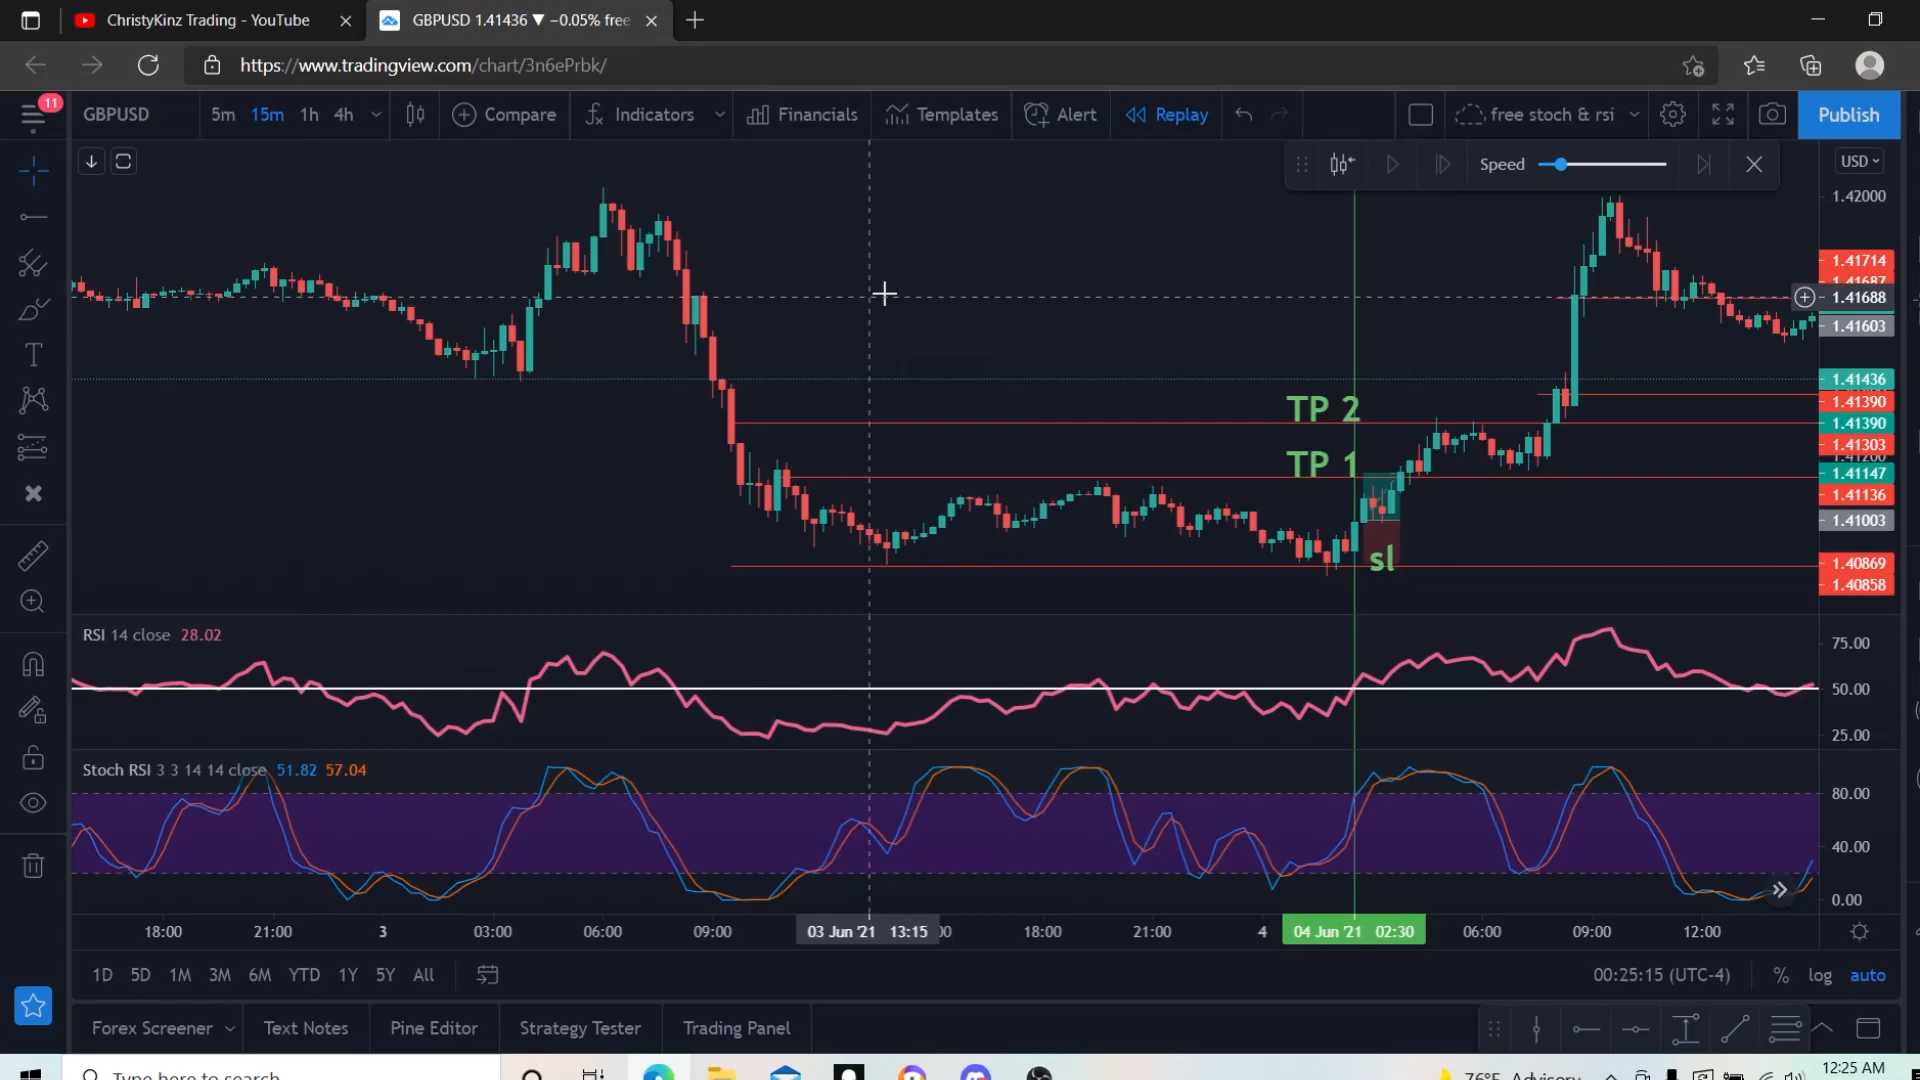 ChristyKinz Trading - YouTube
GBPUSD 1.41436 ▼ −0.05% free
https://www.tradingview.com/chart/3n6ePrbk/
11
GBPUSD
5m 15m 1h 4h
Compare
Indicators
Financials
Templates
Alert
Replay
free stoch & rsi
Publish
Speed
USD
1.42000
1.41714
1.41687
1.41688
1.41603
1.41436
1.41390
1.41390
1.41303
1.41200
1.41147
1.41136
1.41003
1.40869
1.40858
TP 2
TP 1
sl
RSI 14 close 28.02
75.00
50.00
25.00
Stoch RSI 3 3 14 14 close 51.82 57.04
80.00
40.00
0.00
18:00 21:00 3 03:00 06:00 09:00 03 Jun '21 13:15 18:00 21:00 4 04 Jun '21 02:30 06:00 09:00 12:00
1D 5D 1M 3M 6M YTD 1Y 5Y All
00:25:15 (UTC-4) % log auto
Forex Screener Text Notes Pine Editor Strategy Tester Trading Panel
Type here to search
76°F Advisory
12:25 AM